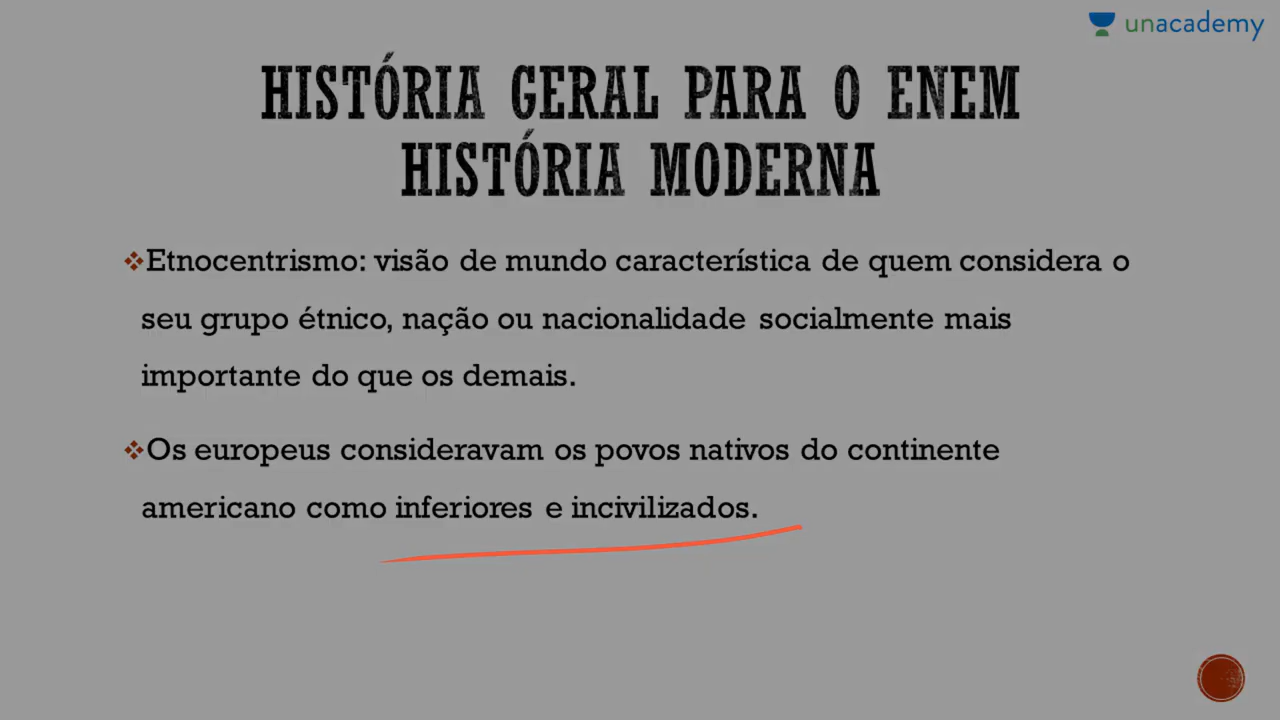 unacademy
HISTÓRIA GERAL PARA O ENEM
HISTÓRIA MODERNA
❖Etnocentrismo: visão de mundo característica de quem considera o
seu grupo étnico, nação ou nacionalidade socialmente mais
importante do que os demais.
❖Os europeus consideravam os povos nativos do continente
americano como inferiores e incivilizados.